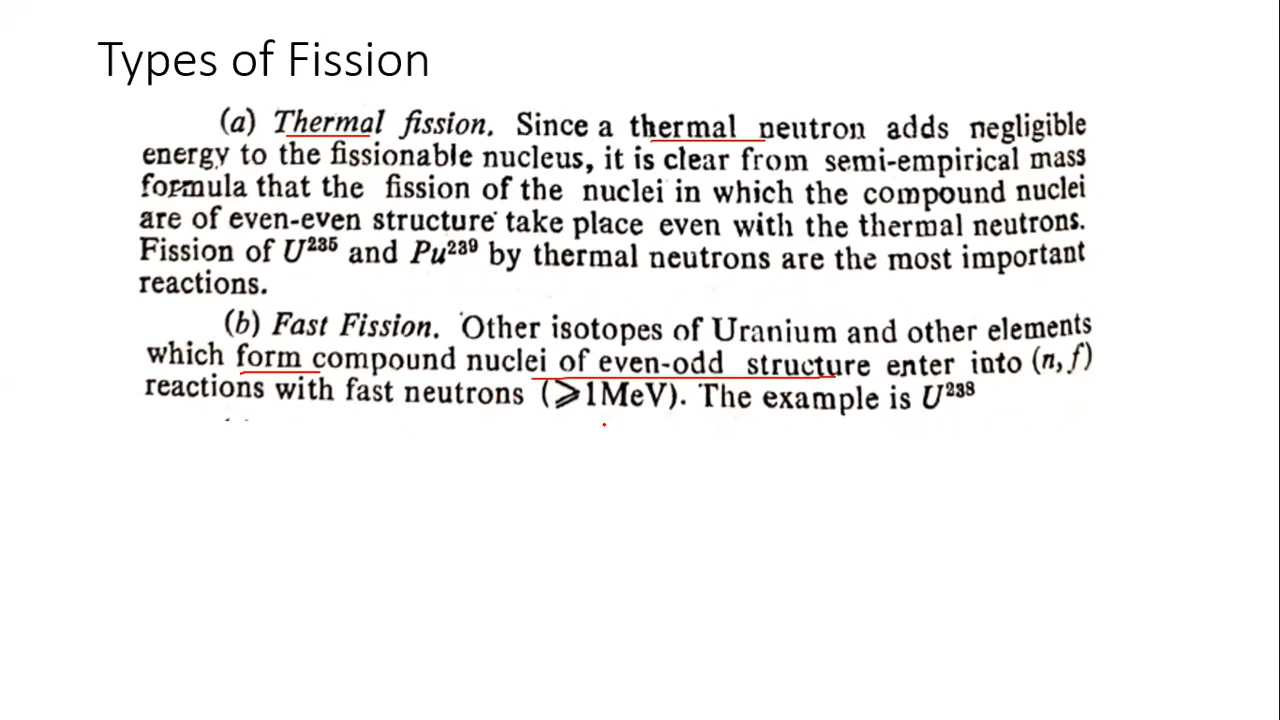 Types of Fission
(a) Thermal fission. Since a thermal neutron adds negligible
energy to the fissionable nucleus, it is clear from semi-empirical mass
formula that the fission of the nuclei in which the compound nuclei
are of even-even structure take place even with the thermal neutrons.
Fission of U²³⁵ and Pu²³⁹ by thermal neutrons are the most important
reactions.
(b) Fast Fission. Other isotopes of Uranium and other elements
which form compound nuclei of even-odd structure enter into (n, f)
reactions with fast neutrons (⩾1MeV). The example is U²³⁸